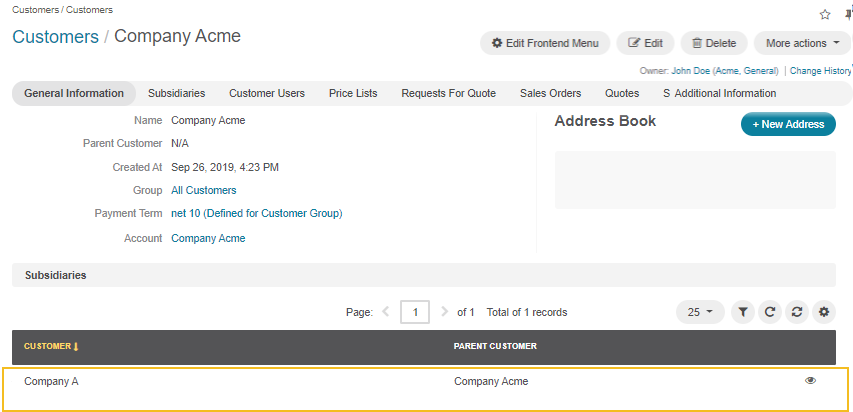 Customers / Customers
Customers / Company Acme
Edit Frontend Menu Edit Delete More actions
Owner: John Doe (Acme, General) | Change History
General Information Subsidiaries Customer Users Price Lists Requests For Quote Sales Orders Quotes S Additional Information
Name Company Acme
Parent Customer N/A
Created At Sep 26, 2019, 4:23 PM
Group All Customers
Payment Term net 10 (Defined for Customer Group)
Account Company Acme
Address Book + New Address
Subsidiaries
Page: 1 of 1 Total of 1 records 25
CUSTOMER PARENT CUSTOMER
Company A Company Acme